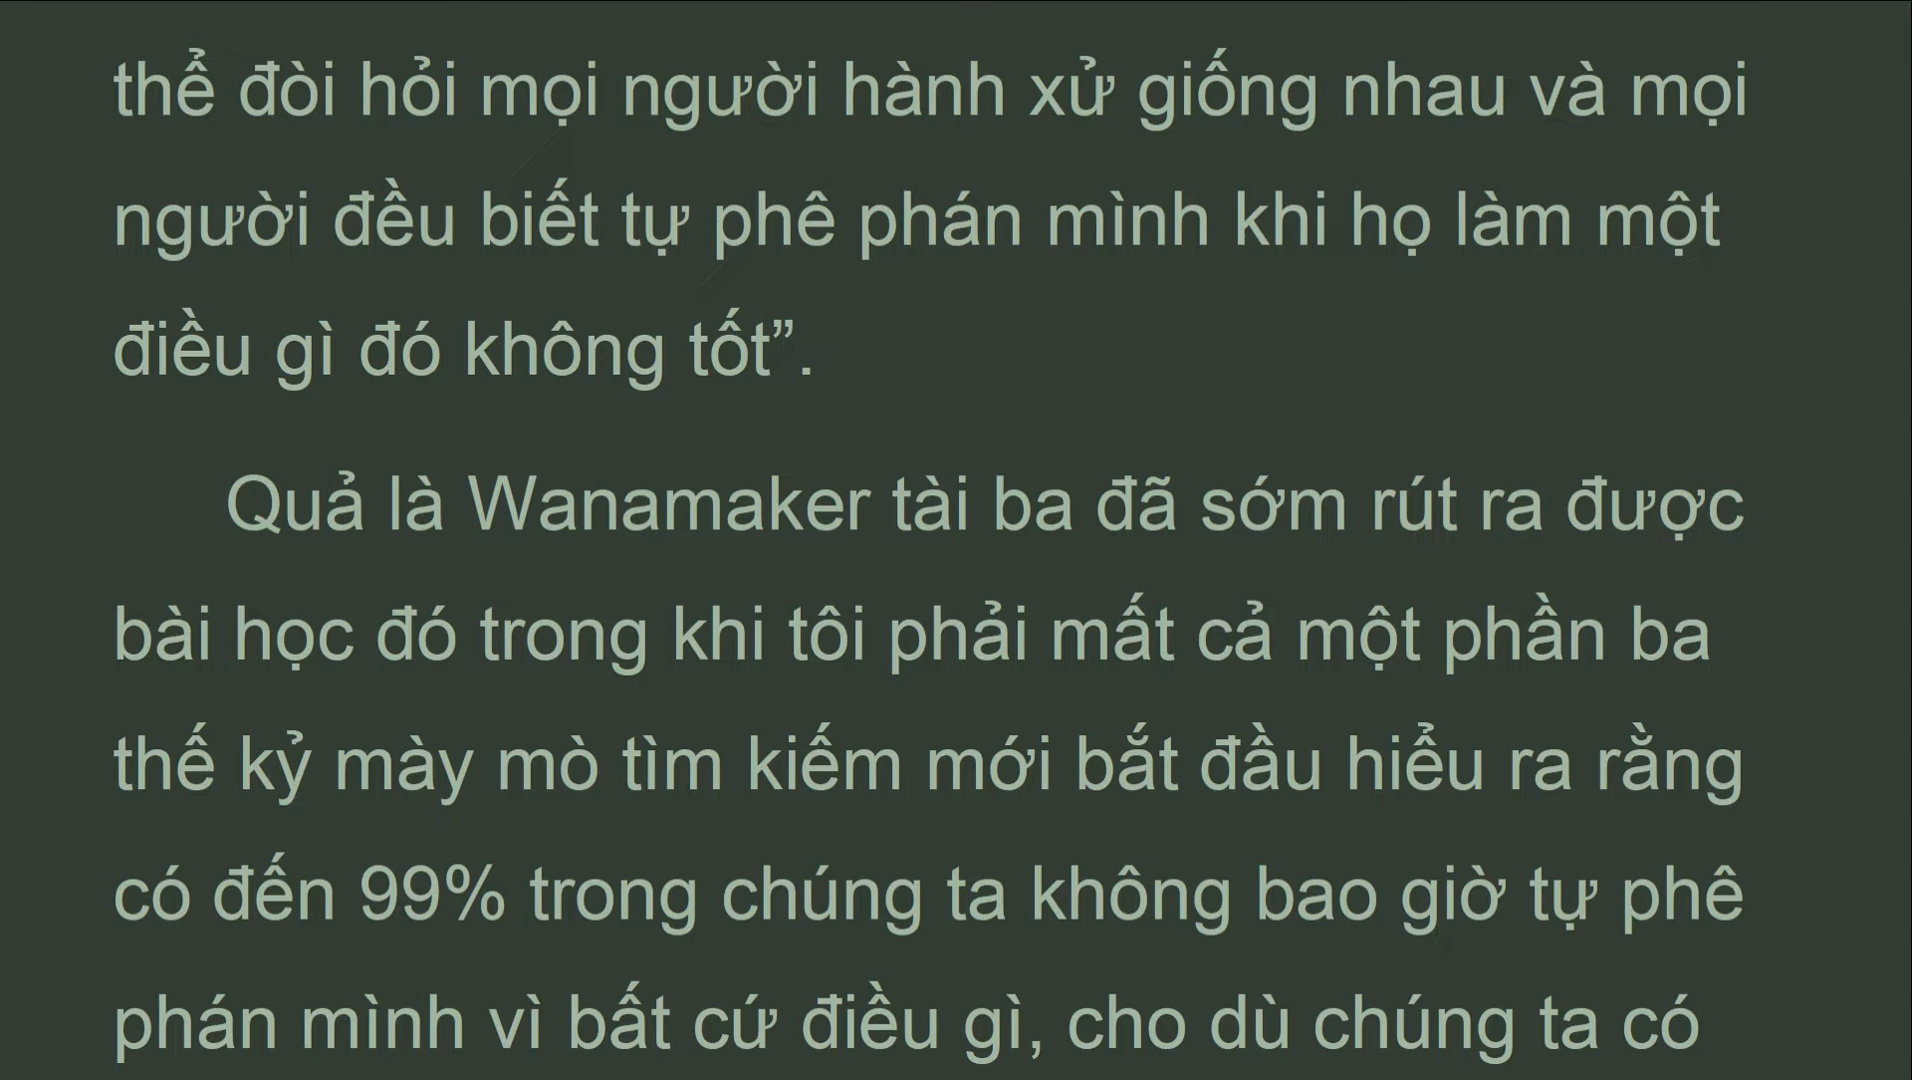 thể đòi hỏi mọi người hành xử giống nhau và mọi
người đều biết tự phê phán mình khi họ làm một
điều gì đó không tốt”.
Quả là Wanamaker tài ba đã sớm rút ra được
bài học đó trong khi tôi phải mất cả một phần ba
thế kỷ mày mò tìm kiếm mới bắt đầu hiểu ra rằng
có đến 99% trong chúng ta không bao giờ tự phê
phán mình vì bất cứ điều gì, cho dù chúng ta có